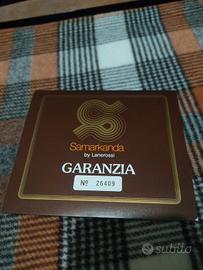 Samarkanda
by Lanerossi
GARANZIA
Nº 26409
subito